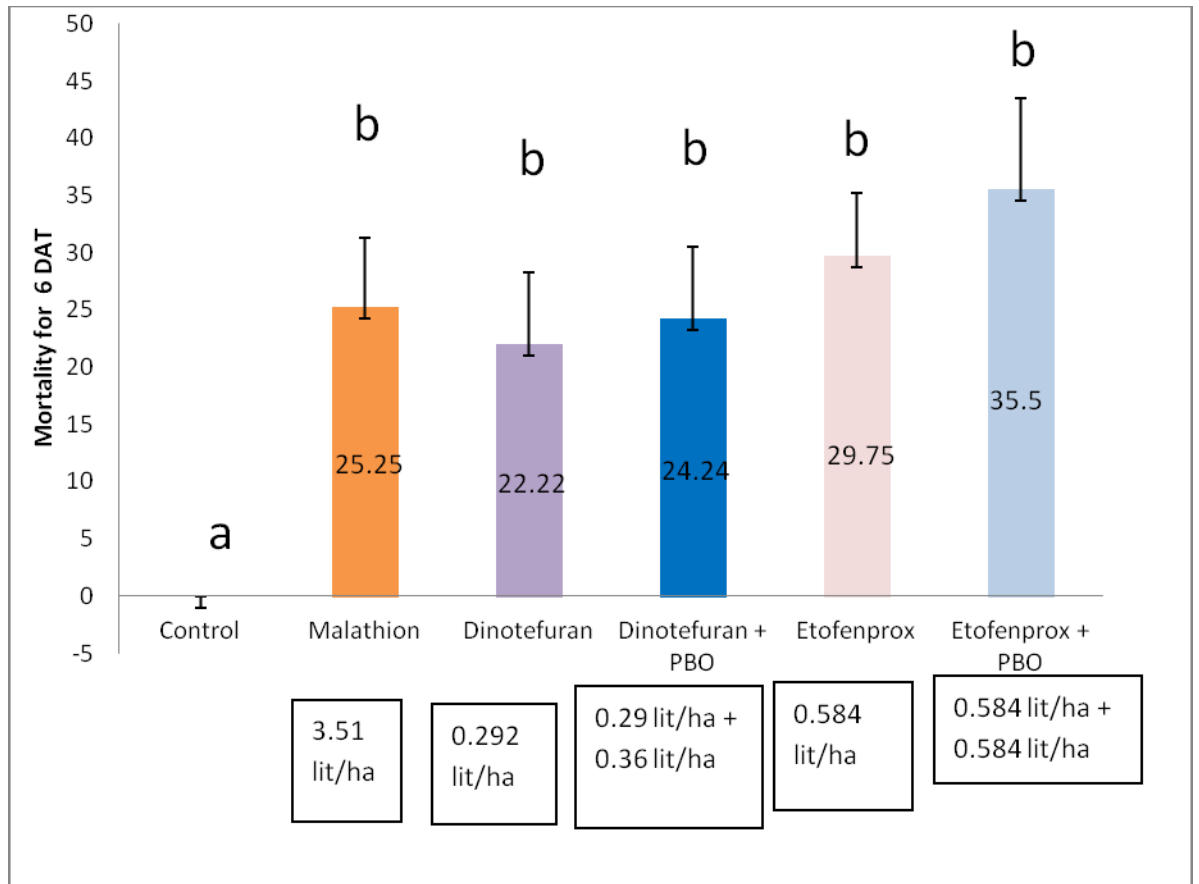 50
45
40
35
30
25
20
15
10
5
0
-5
Mortality for 6 DAT
a
b
b
b
b
b
25.25
22.22
24.24
29.75
35.5
Control
Malathion
Dinotefuran
Dinotefuran +
PBO
Etofenprox
Etofenprox +
PBO
3.51
lit/ha
0.292
lit/ha
0.29 lit/ha +
0.36 lit/ha
0.584
lit/ha
0.584 lit/ha +
0.584 lit/ha